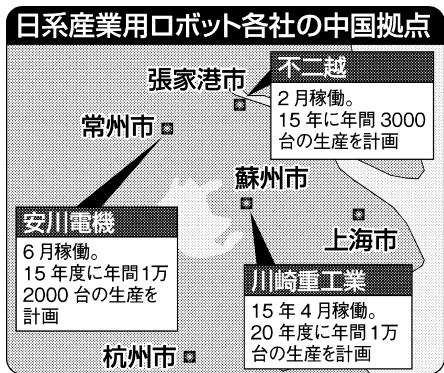 日系産業用ロボット各社の中国拠点
張家港市
不二越
2月稼働。
15年に年間3000
台の生産を計画
常州市
蘇州市
安川電機
6月稼働。
15年度に年間1万
2000台の生産を
計画
上海市
川崎重工業
15年4月稼働。
20年度に年間1万
台の生産を計画
杭州市